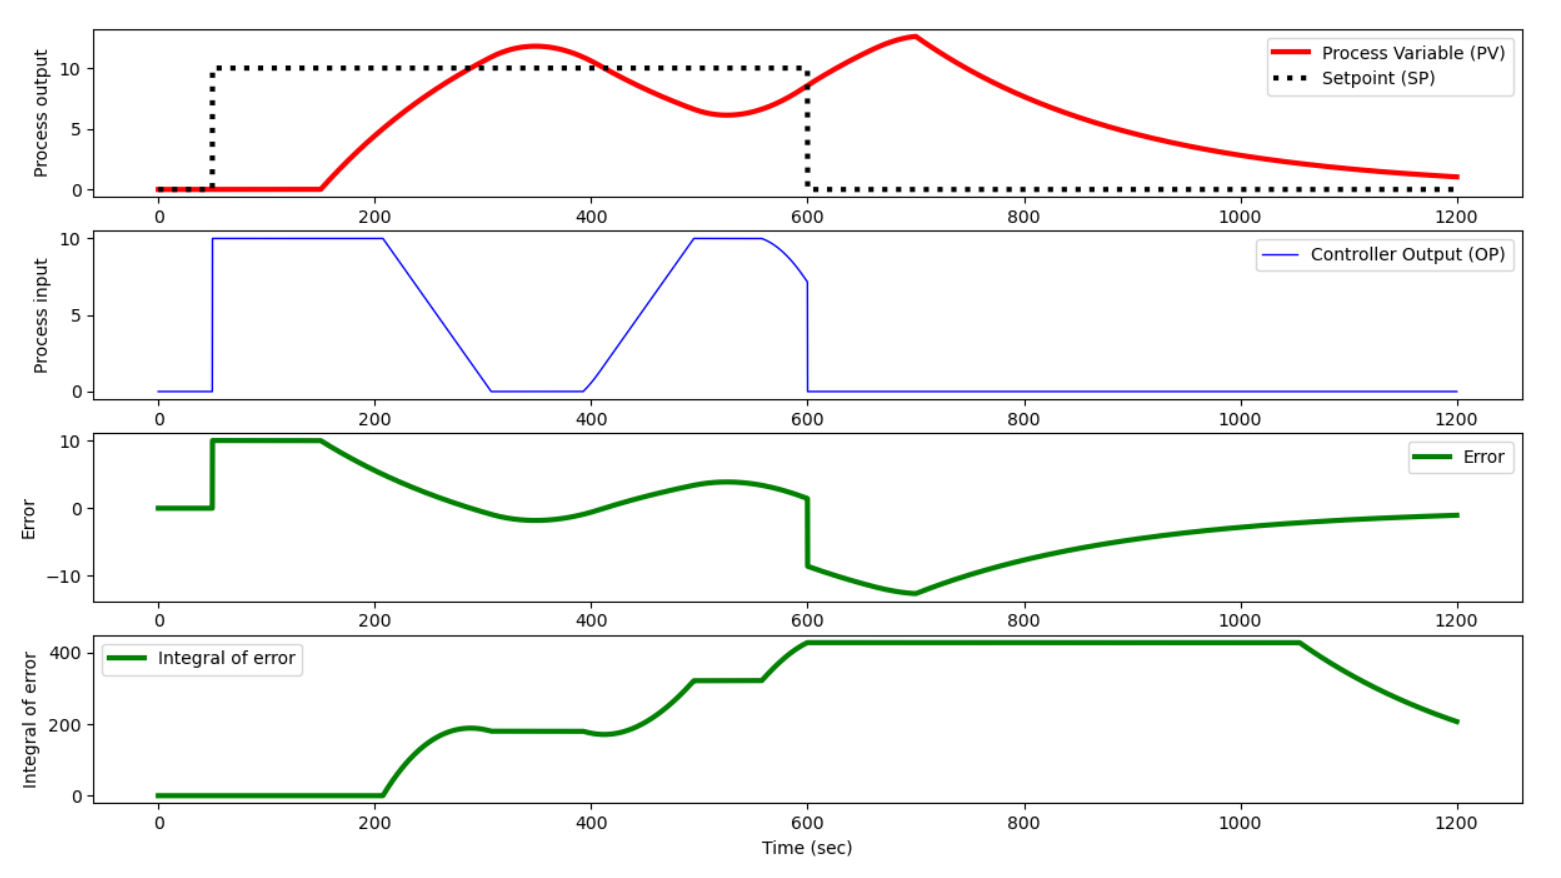 Process output
10
5
0
Process Variable (PV)
Setpoint (SP)
0 200 400 600 800 1000 1200
Process input
10
5
0
Controller Output (OP)
0 200 400 600 800 1000 1200
Error
10
0
−10
Error
0 200 400 600 800 1000 1200
Integral of error
400
200
0
Integral of error
0 200 400 600 800 1000 1200
Time (sec)